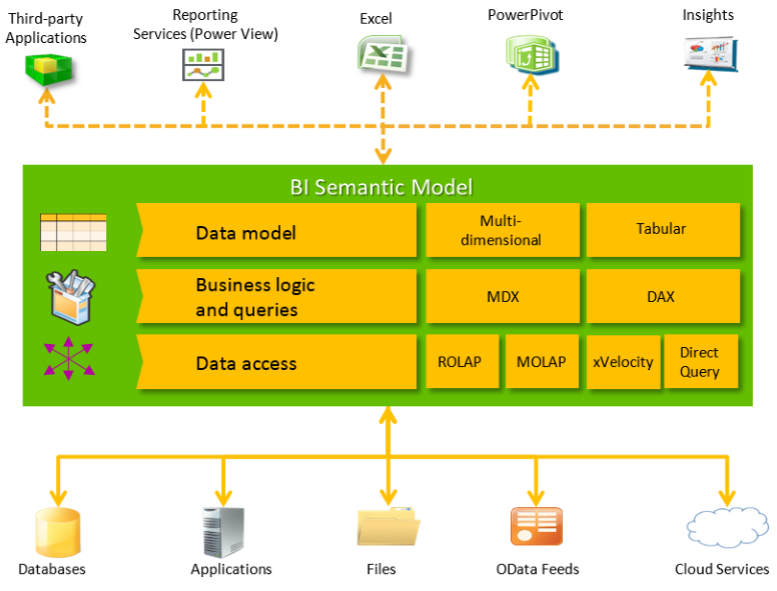 Third-party
Applications
Reporting
Services (Power View)
Excel
PowerPivot
Insights
BI Semantic Model
Data model
Multi-
dimensional
Tabular
Business logic
and queries
MDX
DAX
Data access
ROLAP
MOLAP
xVelocity
Direct
Query
Databases
Applications
Files
OData Feeds
Cloud Services